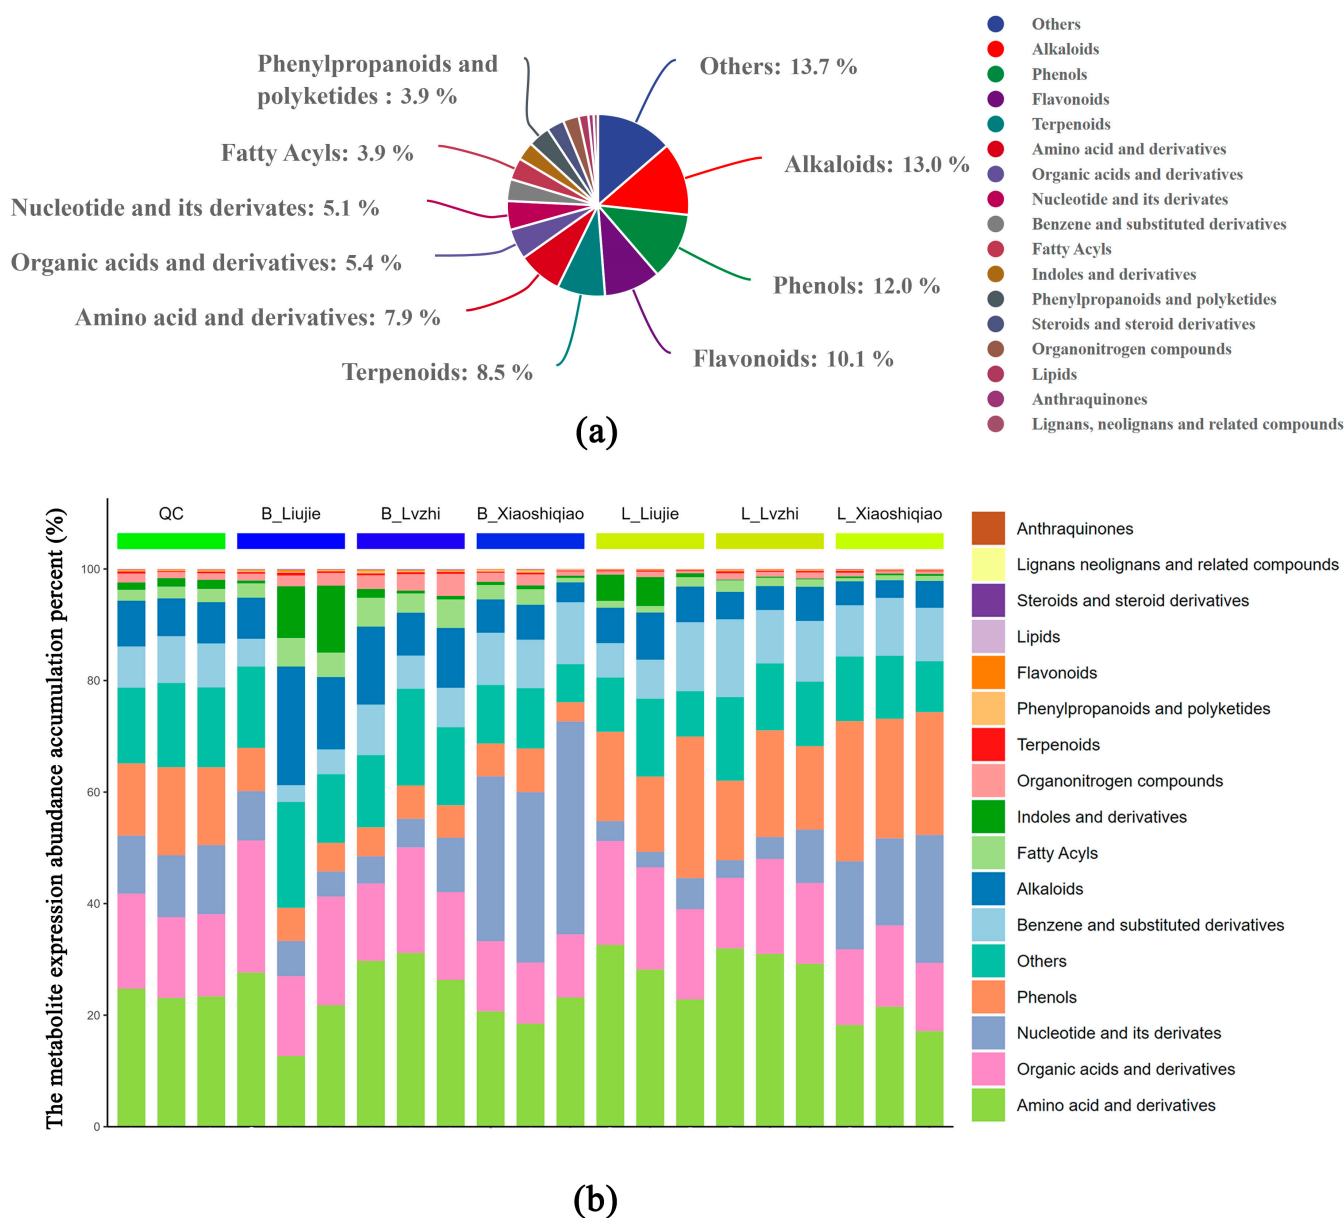 Phenylpropanoids and
polyketides : 3.9 %
Fatty Acyls: 3.9 %
Nucleotide and its derivates: 5.1 %
Organic acids and derivatives: 5.4 %
Amino acid and derivatives: 7.9 %
Terpenoids: 8.5 %
Others: 13.7 %
Alkaloids: 13.0 %
Phenols: 12.0 %
Flavonoids: 10.1 %
Others
Alkaloids
Phenols
Flavonoids
Terpenoids
Amino acid and derivatives
Organic acids and derivatives
Nucleotide and its derivates
Benzene and substituted derivatives
Fatty Acyls
Indoles and derivatives
Phenylpropanoids and polyketides
Steroids and steroid derivatives
Organonitrogen compounds
Lipids
Anthraquinones
Lignans, neolignans and related compounds
(a)
The metabolite expression abundance accumulation percent (%)
100
80
60
40
20
0
QC
B_Liujie
B_Lvzhi
B_Xiaoshiqiao
L_Liujie
L_Lvzhi
L_Xiaoshiqiao
Anthraquinones
Lignans neolignans and related compounds
Steroids and steroid derivatives
Lipids
Flavonoids
Phenylpropanoids and polyketides
Terpenoids
Organonitrogen compounds
Indoles and derivatives
Fatty Acyls
Alkaloids
Benzene and substituted derivatives
Others
Phenols
Nucleotide and its derivates
Organic acids and derivatives
Amino acid and derivatives
(b)